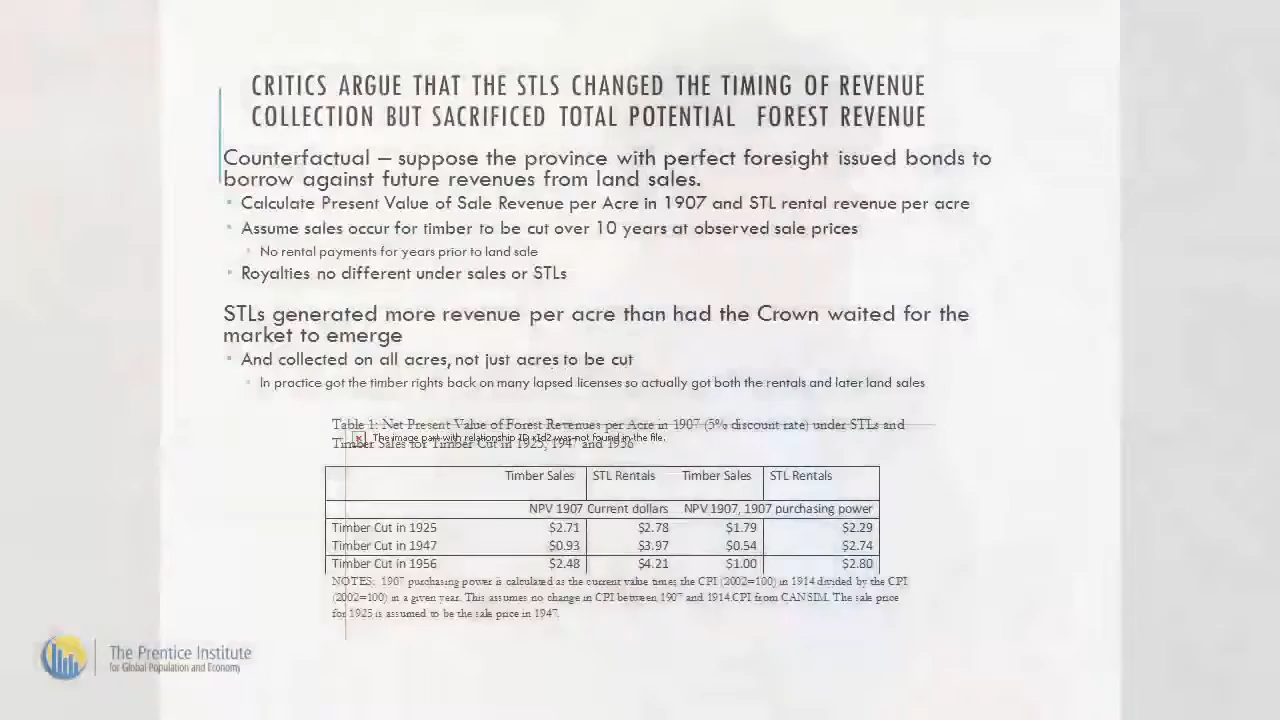 CRITICS ARGUE THAT THE STLS CHANGED THE TIMING OF REVENUE
COLLECTION BUT SACRIFICED TOTAL POTENTIAL FOREST REVENUE
Counterfactual – suppose the province with perfect foresight issued bonds to
borrow against future revenues from land sales.
Calculate Present Value of Sale Revenue per Acre in 1907 and STL rental revenue per acre
Assume sales occur for timber to be cut over 10 years at observed sale prices
No rental payments for years prior to land sale
Royalties no different under sales or STLs
STLs generated more revenue per acre than had the Crown waited for the
market to emerge
And collected on all acres, not just acres to be cut
In practice got the timber rights back on many lapsed licenses so actually got both the rentals and later land sales
Table 1: Net Present Value of Forest Revenues per Acre in 1907 (5% discount rate) under STLs and
The image part with relationship ID rId2 was not found in the file.
Timber Sales for Timber Cut in 1925, 1947 and 1956
Timber Sales STL Rentals Timber Sales STL Rentals
NPV 1907 Current dollars NPV 1907, 1907 purchasing power
Timber Cut in 1925 $2.71 $2.78 $1.79 $2.29
Timber Cut in 1947 $0.93 $3.97 $0.54 $2.74
Timber Cut in 1956 $2.48 $4.21 $1.00 $2.80
NOTES: 1907 purchasing power is calculated as the current value times the CPI (2002=100) in 1914 divided by the CPI
(2002=100) in a given year. This assumes no change in CPI between 1907 and 1914 CPI from CANSIM. The sale price
for 1925 is assumed to be the sale price in 1947.
The Prentice Institute
for Global Population and Economy